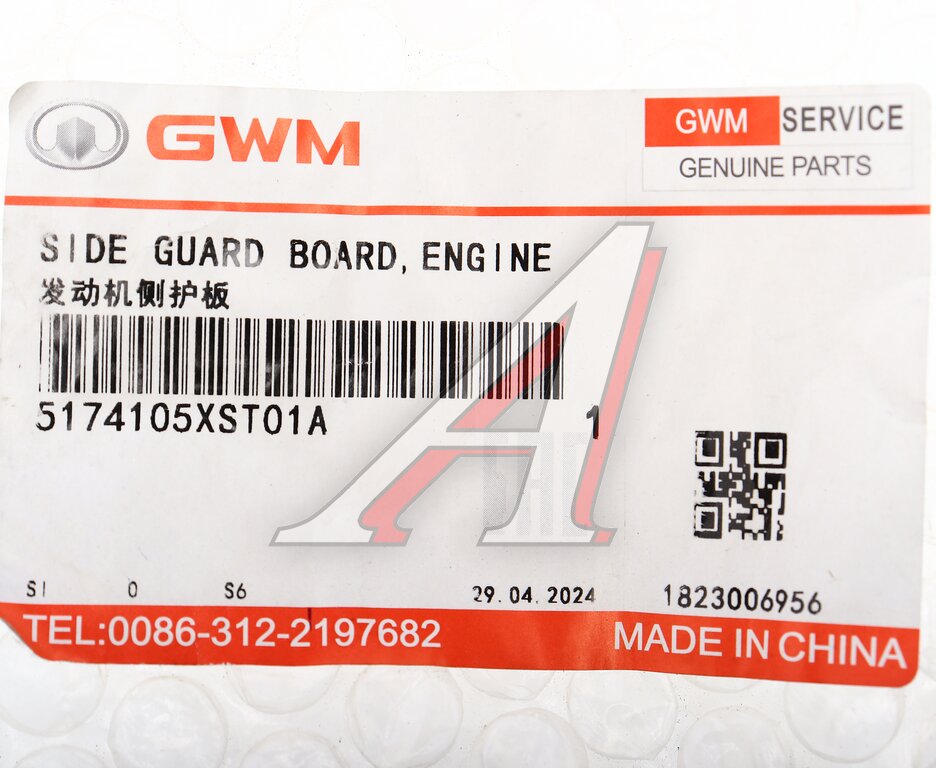 GWM
GWM SERVICE
GENUINE PARTS
SIDE GUARD BOARD, ENGINE
发动机侧护板
5174105XST01A
1
SI 0 S6 29.04.2024 1823006956
TEL:0086-312-2197682
MADE IN CHINA